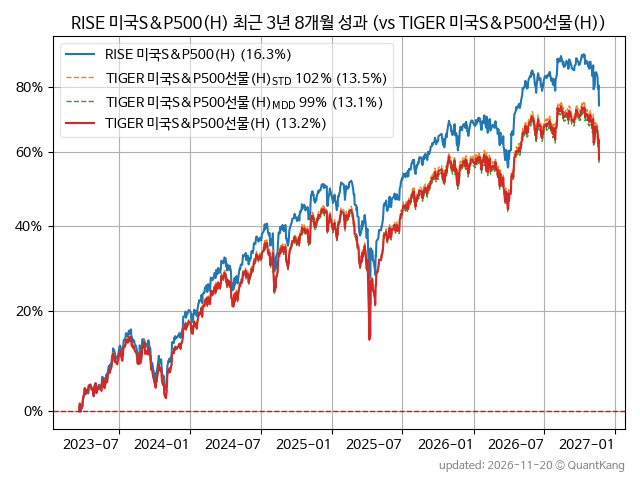 RISE 미국S&P500(H) 최근 3년 8개월 성과 (vs TIGER 미국S&P500선물(H))
RISE 미국S&P500(H) (16.3%)
TIGER 미국S&P500선물(H)STD 102% (13.5%)
TIGER 미국S&P500선물(H)MDD 99% (13.1%)
TIGER 미국S&P500선물(H) (13.2%)
80%
60%
40%
20%
0%
2023-07 2024-01 2024-07 2025-01 2025-07 2026-01 2026-07 2027-01
updated: 2026-11-20 © QuantKang